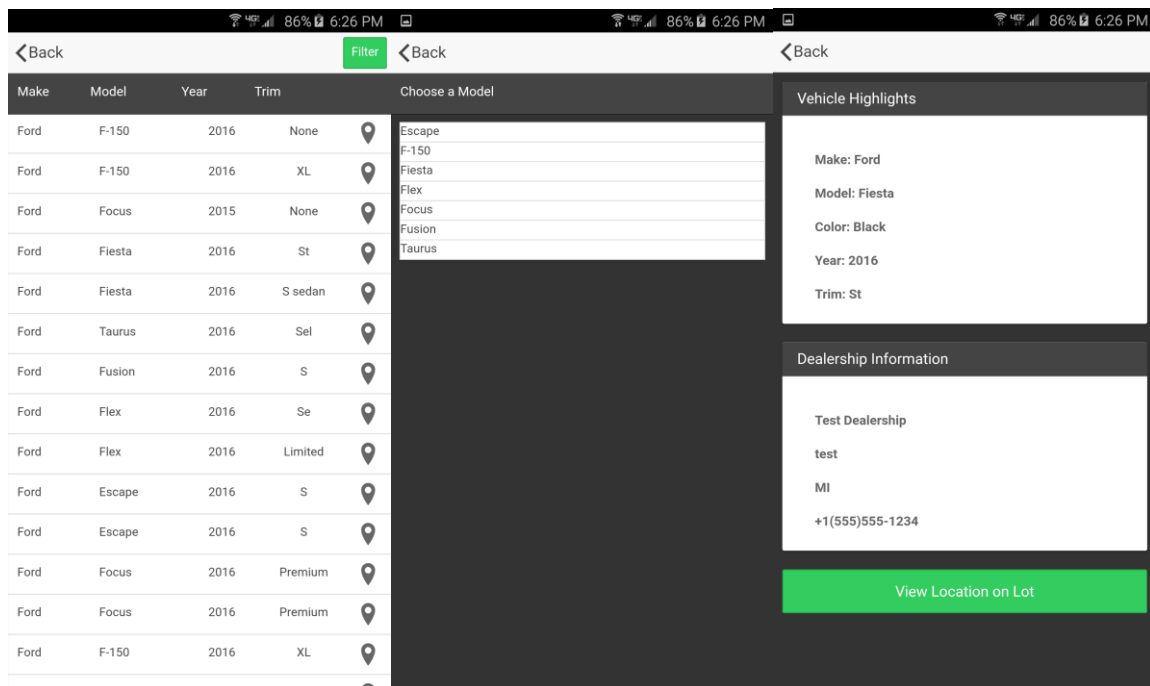 4G 86% 6:26 PM
Back Filter
Make Model Year Trim
Ford F-150 2016 None
Ford F-150 2016 XL
Ford Focus 2015 None
Ford Fiesta 2016 St
Ford Fiesta 2016 S sedan
Ford Taurus 2016 Sel
Ford Fusion 2016 S
Ford Flex 2016 Se
Ford Flex 2016 Limited
Ford Escape 2016 S
Ford Escape 2016 S
Ford Focus 2016 Premium
Ford Focus 2016 Premium
Ford F-150 2016 XL
4G 86% 6:26 PM
Back
Choose a Model
Escape
F-150
Fiesta
Flex
Focus
Fusion
Taurus
4G 86% 6:26 PM
Back
Vehicle Highlights
Make: Ford
Model: Fiesta
Color: Black
Year: 2016
Trim: St
Dealership Information
Test Dealership
test
MI
+1(555)555-1234
View Location on Lot